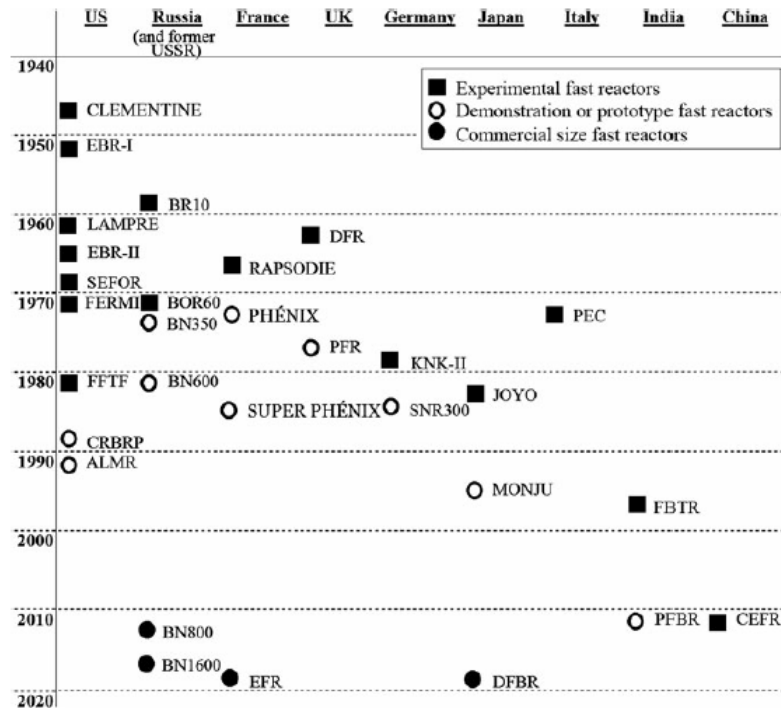 US Russia France UK Germany Japan Italy India China
(and former
USSR)
1940
Experimental fast reactors
Demonstration or prototype fast reactors
Commercial size fast reactors
CLEMENTINE
1950
EBR-I
BR10
1960
LAMPRE
DFR
EBR-II
RAPSODIE
SEFOR
1970
FERMI BOR60
BN350 PHÉNIX PEC
PFR
KNK-II
1980
FFTF BN600
JOYO
SUPER PHÉNIX SNR300
CRBRP
1990
ALMR
MONJU
FBTR
2000
2010
BN800 PFBR CEFR
BN1600
EFR DFBR
2020